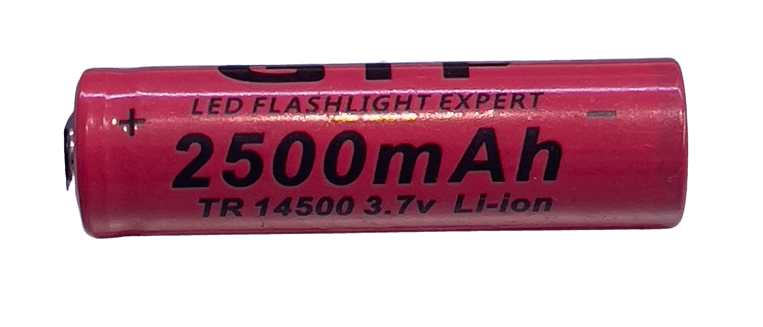 LED FLASHLIGHT EXPERT
+ -
2500mAh
TR 14500 3.7v Li-ion